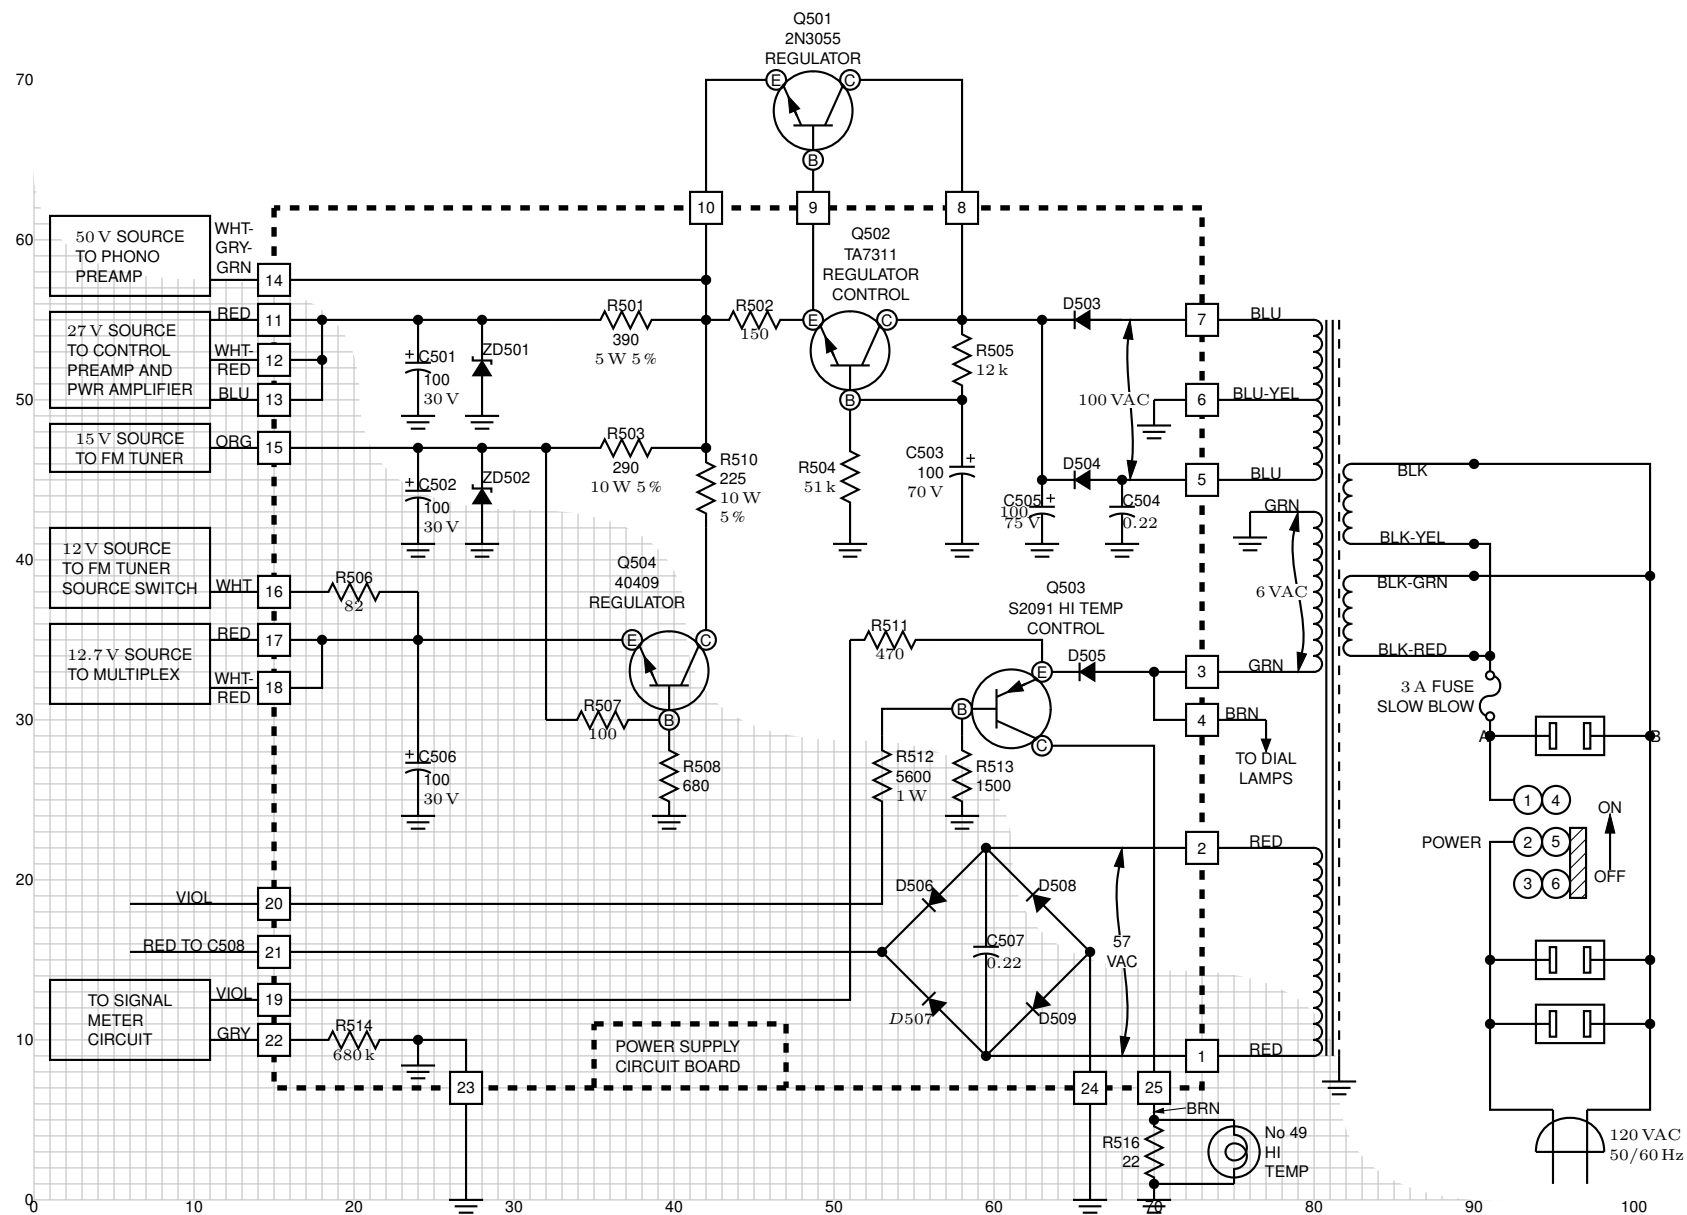 Q501
2N3055
REGULATOR
70
E
C
B
10
9
8
60
50 V SOURCE
TO PHONO
PREAMP
WHT-
GRY-
GRN
14
Q502
TA7311
REGULATOR
CONTROL
27 V SOURCE
TO CONTROL
PREAMP AND
PWR AMPLIFIER
RED
11
WHT-
RED
12
BLU
13
+
C501
100
30 V
ZD501
R501
390
5 W 5 %
R502
150
E
C
B
R505
12 k
D503
7
BLU
100 VAC
6
BLU-YEL
50
15 V SOURCE
TO FM TUNER
ORG
15
+
C502
100
30 V
ZD502
R503
290
10 W 5 %
R510
225
10 W
5 %
R504
51 k
C503
100
70 V
+
D504
5
BLU
C505
100
75 V
+
C504
0.22
BLK
GRN
BLK-YEL
40
12 V SOURCE
TO FM TUNER
SOURCE SWITCH
WHT
16
R506
82
Q504
40409
REGULATOR
Q503
S2091 HI TEMP
CONTROL
6 VAC
BLK-GRN
12.7 V SOURCE
TO MULTIPLEX
RED
17
WHT-
RED
18
E
C
B
R511
470
E
B
C
D505
3
GRN
BLK-RED
3 A FUSE
SLOW BLOW
30
R507
100
4
BRN
TO DIAL
LAMPS
A
B
+
C506
100
30 V
R508
680
R512
5600
1 W
R513
1500
1
4
ON
POWER
2
5
OFF
3
6
20
VIOL
20
D506
D508
2
RED
RED TO C508
21
C507
0.22
57
VAC
TO SIGNAL
METER
CIRCUIT
VIOL
19
D507
D509
GRY
22
R514
680 k
10
POWER SUPPLY
CIRCUIT BOARD
1
RED
23
24
25
BRN
R516
22
No 49
HI
TEMP
120 VAC
50/60 Hz
0
0
10
20
30
40
50
60
70
80
90
100